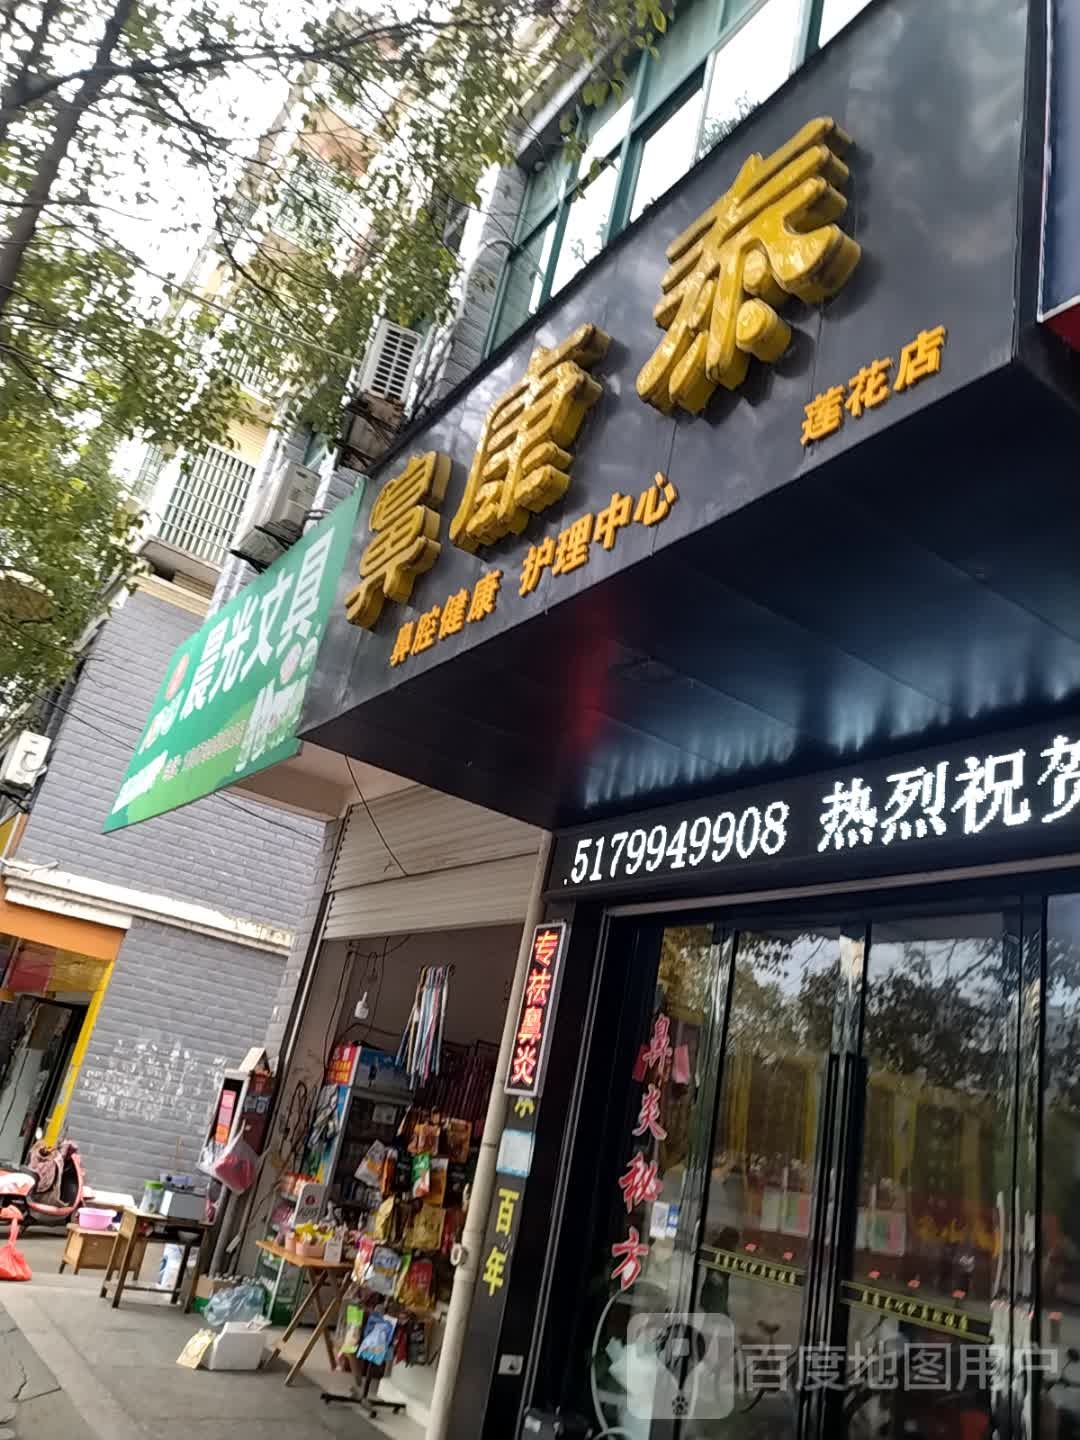 鼻康泰
莲花店
鼻腔健康 护理中心
晨光文具
.5179949908 热烈祝贺
专祛鼻炎
百年
鼻炎秘方
百度地图用户